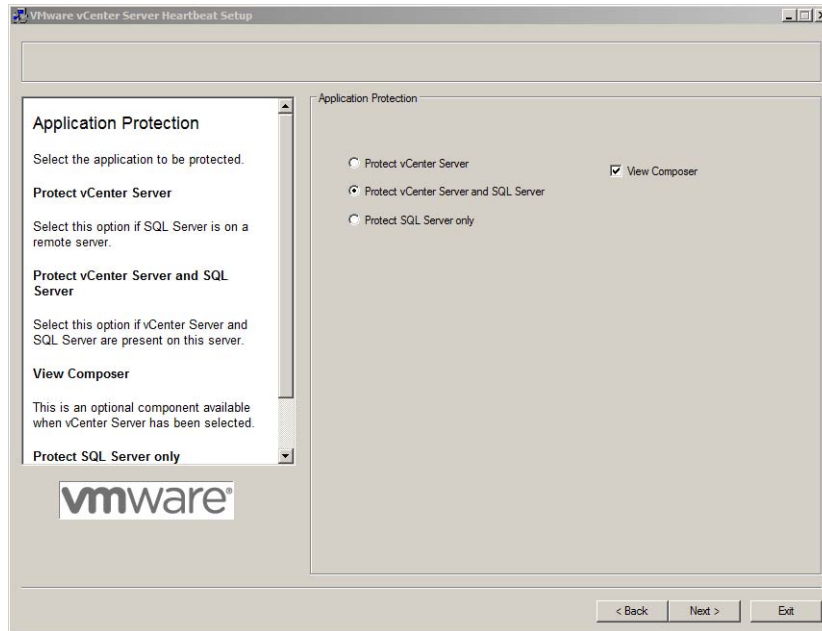 VMware vCenter Server Heartbeat Setup
Application Protection
Select the application to be protected.
Protect vCenter Server
Select this option if SQL Server is on a
remote server.
Protect vCenter Server and SQL
Server
Select this option if vCenter Server and
SQL Server are present on this server.
View Composer
This is an optional component available
when vCenter Server has been selected.
Protect SQL Server only
vmware®
Application Protection
Protect vCenter Server
Protect vCenter Server and SQL Server
Protect SQL Server only
View Composer
< Back
Next >
Exit